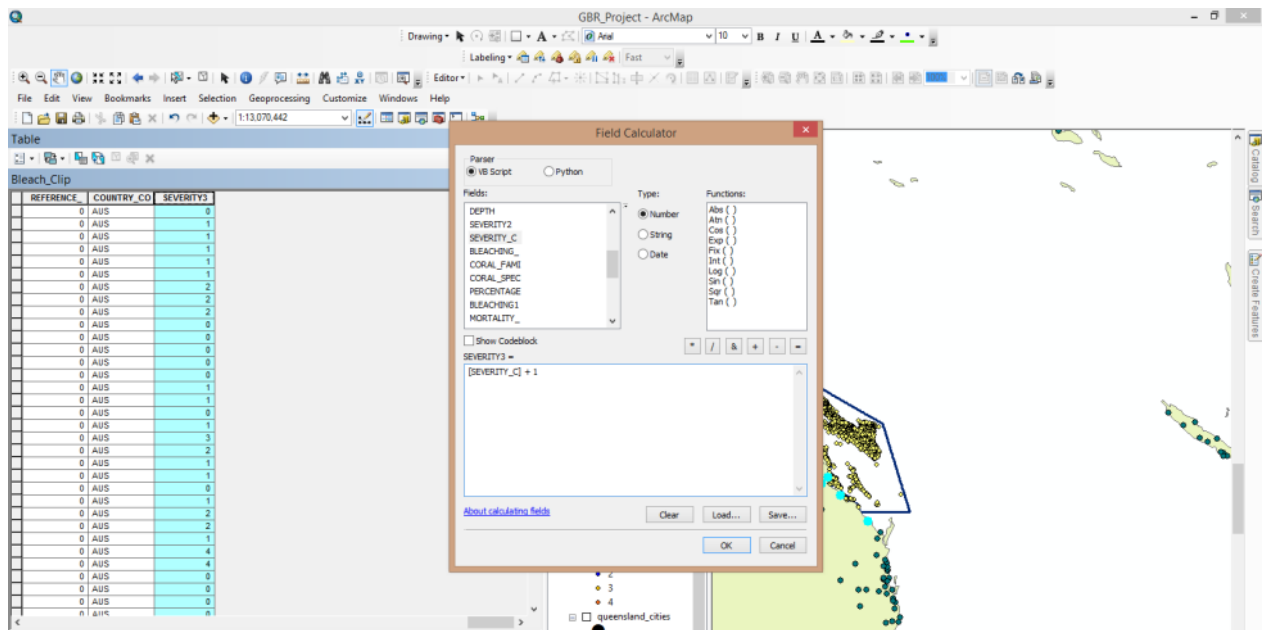 GBR_Project - ArcMap
Drawing
A
Arial
10
B I U A
Labeling
Fast
Editor
File Edit View Bookmarks Insert Selection Geoprocessing Customize Windows Help
1:13,070,442
Table
Bleach_Clip
REFERENCE_ COUNTRY_CO SEVERITY3
0 AUS 0
0 AUS 1
0 AUS 1
0 AUS 1
0 AUS 1
0 AUS 1
0 AUS 2
0 AUS 2
0 AUS 2
0 AUS 0
0 AUS 0
0 AUS 0
0 AUS 0
0 AUS 0
0 AUS 1
0 AUS 1
0 AUS 0
0 AUS 1
0 AUS 3
0 AUS 2
0 AUS 1
0 AUS 1
0 AUS 0
0 AUS 1
0 AUS 2
0 AUS 2
0 AUS 1
0 AUS 4
0 AUS 4
0 AUS 0
0 AUS 0
0 AUS 0
0 AUS 0
Field Calculator
Parser
VB Script Python
Fields:
DEPTH
SEVERITY2
SEVERITY_C
BLEACHING_
CORAL_FAMI
CORAL_SPEC
PERCENTAGE
BLEACHING1
MORTALITY_
Type:
Number
String
Date
Functions:
Abs ( )
Atn ( )
Cos ( )
Exp ( )
Fix ( )
Int ( )
Log ( )
Sin ( )
Sqr ( )
Tan ( )
Show Codeblock
* / & + - =
SEVERITY3 =
[SEVERITY_C] + 1
About calculating fields
Clear Load... Save...
OK Cancel
2
3
4
queensland_cities
Catalog
Search
Create Features